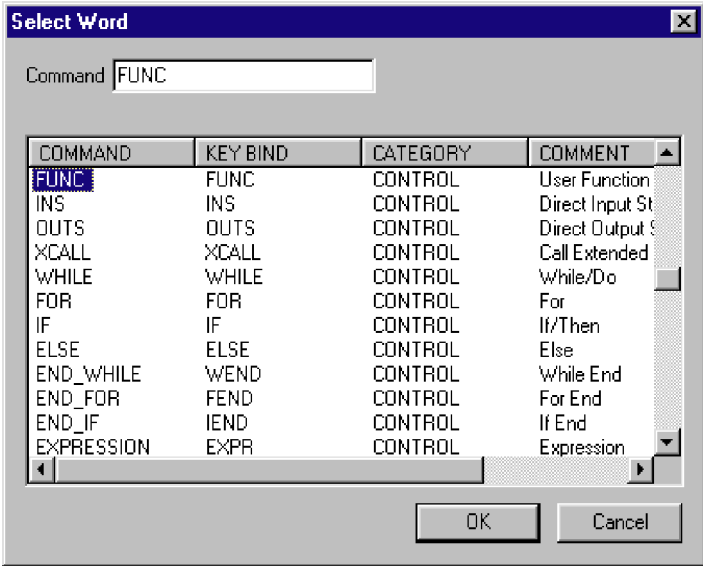 Select Word
Command FUNC
COMMAND KEY BIND CATEGORY COMMENT
FUNC FUNC CONTROL User Function
INS INS CONTROL Direct Input St
OUTS OUTS CONTROL Direct Output
XCALL XCALL CONTROL Call Extended
WHILE WHILE CONTROL While/Do
FOR FOR CONTROL For
IF IF CONTROL If/Then
ELSE ELSE CONTROL Else
END_WHILE WEND CONTROL While End
END_FOR FEND CONTROL For End
END_IF IEND CONTROL If End
EXPRESSION EXPR CONTROL Expression
OK Cancel